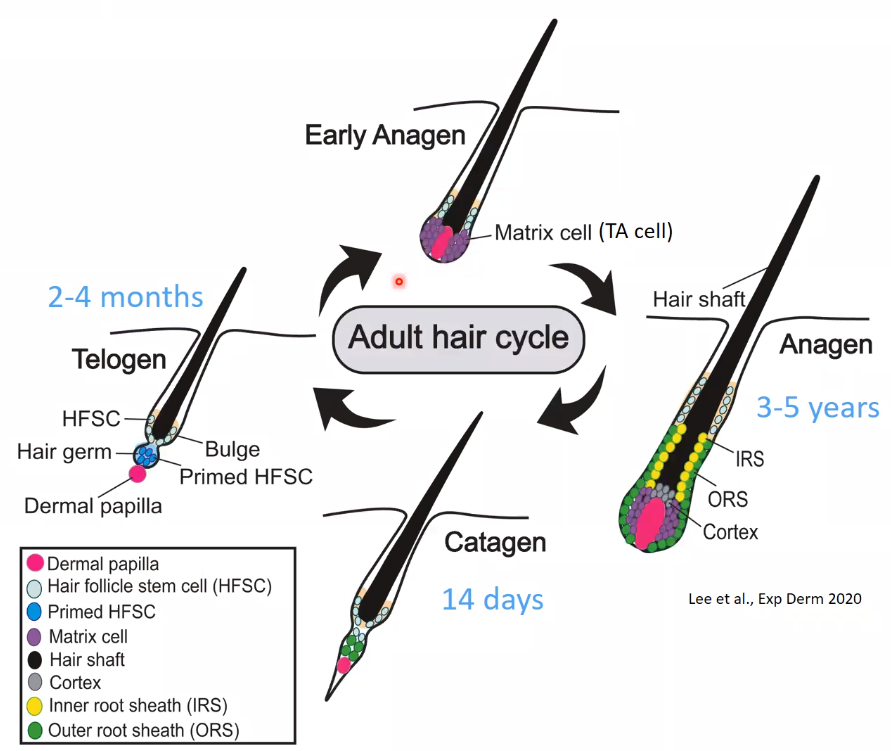 Early Anagen
Matrix cell (TA cell)
2-4 months
Telogen
HFSC
Hair germ
Bulge
Primed HFSC
Dermal papilla
Adult hair cycle
Hair shaft
Anagen
3-5 years
IRS
ORS
Cortex
Catagen
14 days
Lee et al., Exp Derm 2020
Dermal papilla
Hair follicle stem cell (HFSC)
Primed HFSC
Matrix cell
Hair shaft
Cortex
Inner root sheath (IRS)
Outer root sheath (ORS)